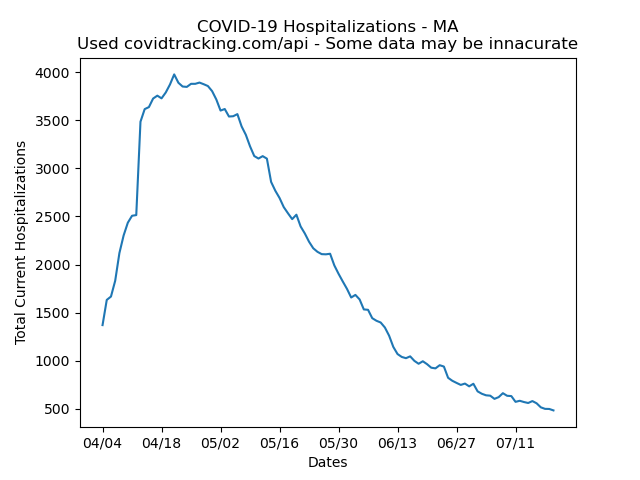 COVID-19 Hospitalizations - MA
Used covidtracking.com/api - Some data may be innacurate
4000
3500
3000
2500
2000
1500
1000
500
Total Current Hospitalizations
04/04 04/18 05/02 05/16 05/30 06/13 06/27 07/11
Dates